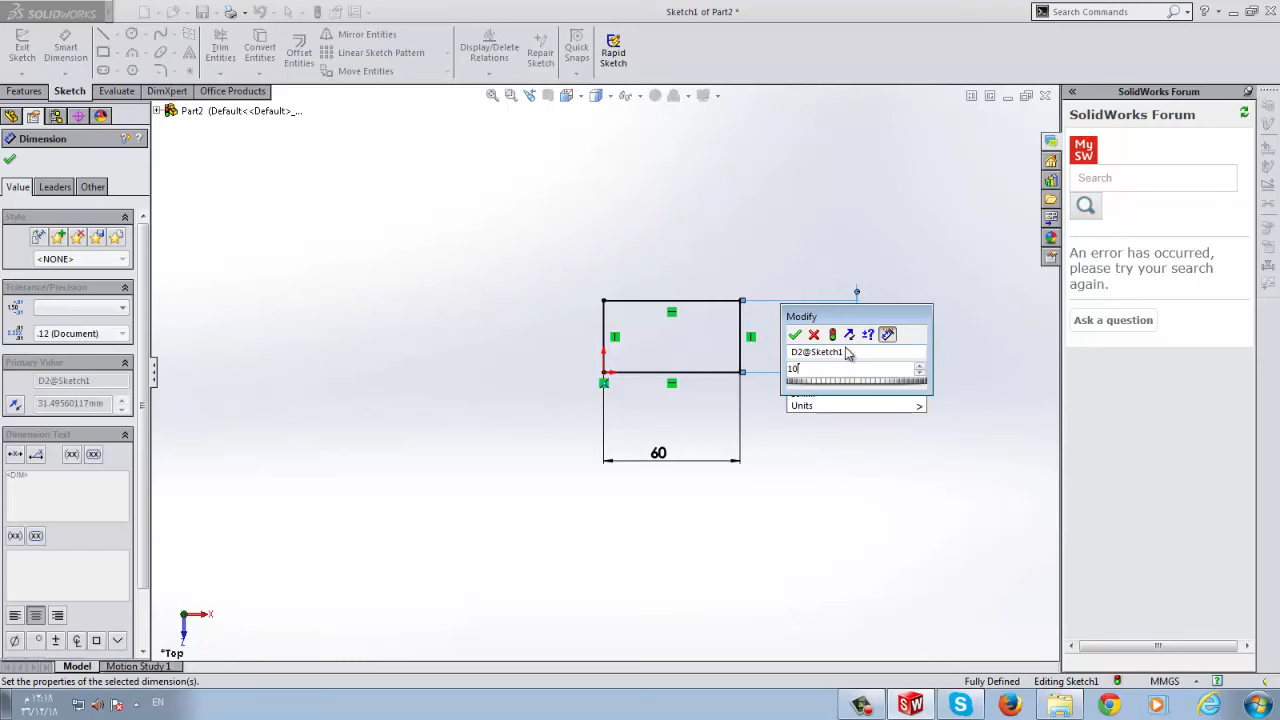 SOLIDWORKS
Sketch1 of Part2 *
Search Commands
Exit Sketch
Smart Dimension
Trim Entities
Convert Entities
Offset Entities
Mirror Entities
Linear Sketch Pattern
Move Entities
Display/Delete Relations
Repair Sketch
Quick Snaps
Rapid Sketch
Features
Sketch
Evaluate
DimXpert
Office Products
Part2 (Default<<Default>_...
SolidWorks Forum
Dimension
Value
Leaders
Other
Style
<NONE>
Tolerance/Precision
.12 (Document)
Primary Value
D2@Sketch1
31.49560117mm
Dimension Text
<DIM>
Modify
D2@Sketch1
10
Units
60
X
Z
*Top
SolidWorks Forum
My SW
Search
An error has occurred,
please try your search
again.
Ask a question
Model
Motion Study 1
Set the properties of the selected dimension(s).
Fully Defined
Editing Sketch1
MMGS
EN